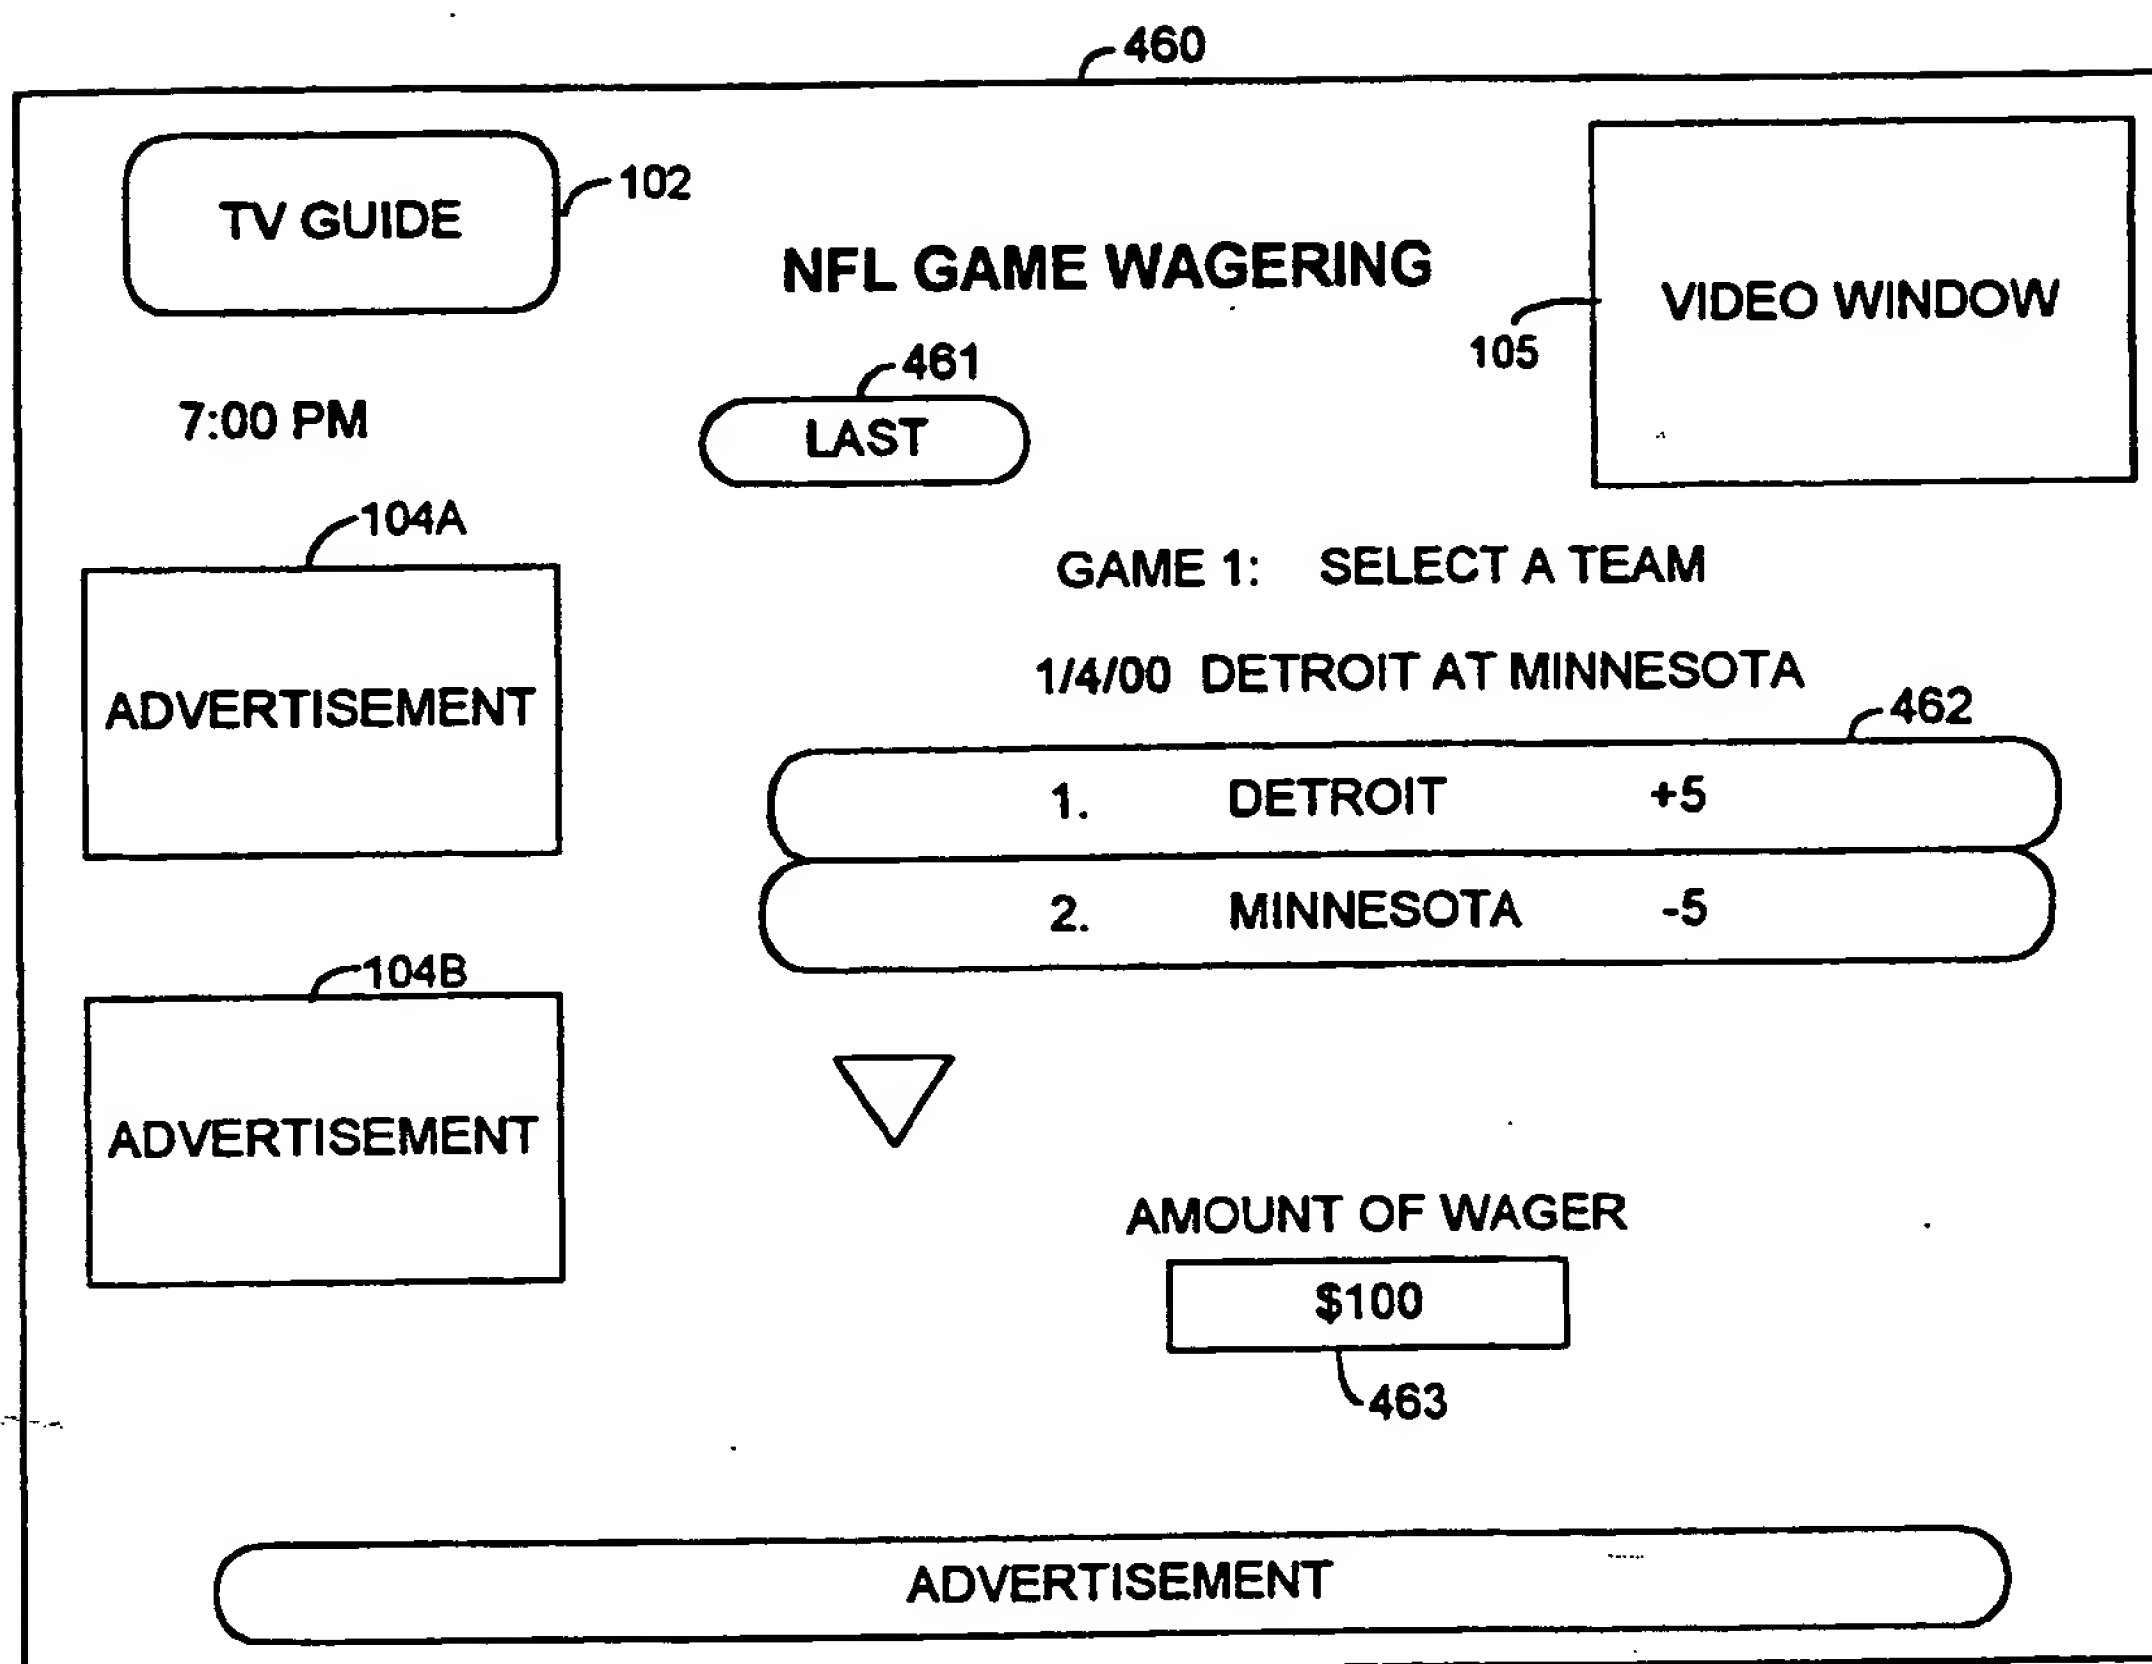 460
TV GUIDE
102
NFL GAME WAGERING
VIDEO WINDOW
105
461
LAST
7:00 PM
104A
ADVERTISEMENT
GAME 1: SELECT A TEAM
1/4/00 DETROIT AT MINNESOTA
462
1. DETROIT +5
2. MINNESOTA -5
104B
ADVERTISEMENT
AMOUNT OF WAGER
$100
463
ADVERTISEMENT